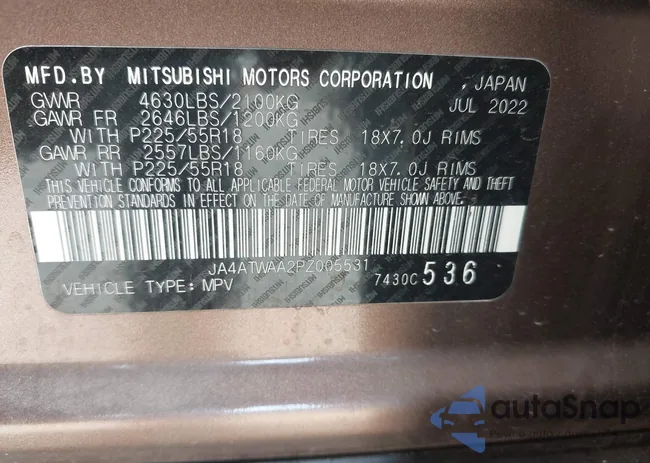 MFD.BY MITSUBISHI MOTORS CORPORATION , JAPAN
GVWR 4630LBS/2100KG JUL 2022
GAWR FR 2646LBS/1200KG
WITH P225/55R18 TIRES 18X7.0J RIMS
GAWR RR 2557LBS/1160KG
WITH P225/55R18 TIRES 18X7.0J RIMS
THIS VEHICLE CONFORMS TO ALL APPLICABLE FEDERAL MOTOR VEHICLE SAFETY AND THEFT
PREVENTION STANDARDS IN EFFECT ON THE DATE OF MANUFACTURE SHOWN ABOVE.
JA4ATWAA2PZ005531
VEHICLE TYPE: MPV 7430C 536
autoSnap